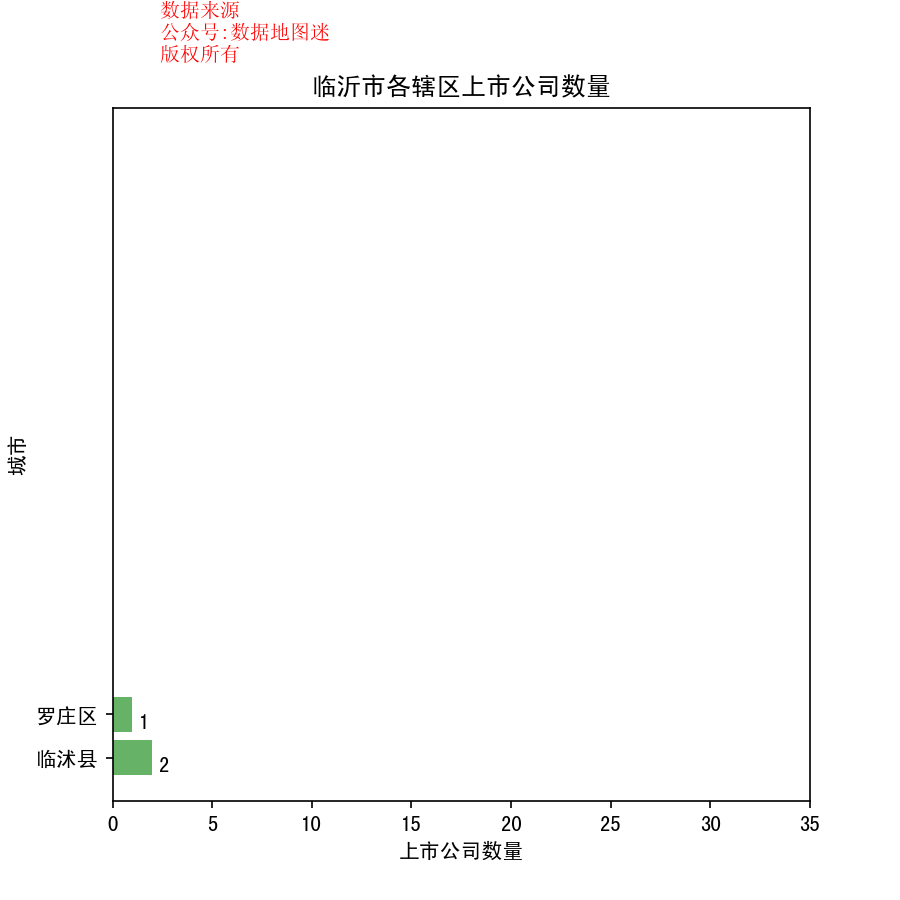 数据来源
公众号:数据地图迷
版权所有
临沂市各辖区上市公司数量
城市
罗庄区 1
临沭县 2
0 5 10 15 20 25 30 35
上市公司数量